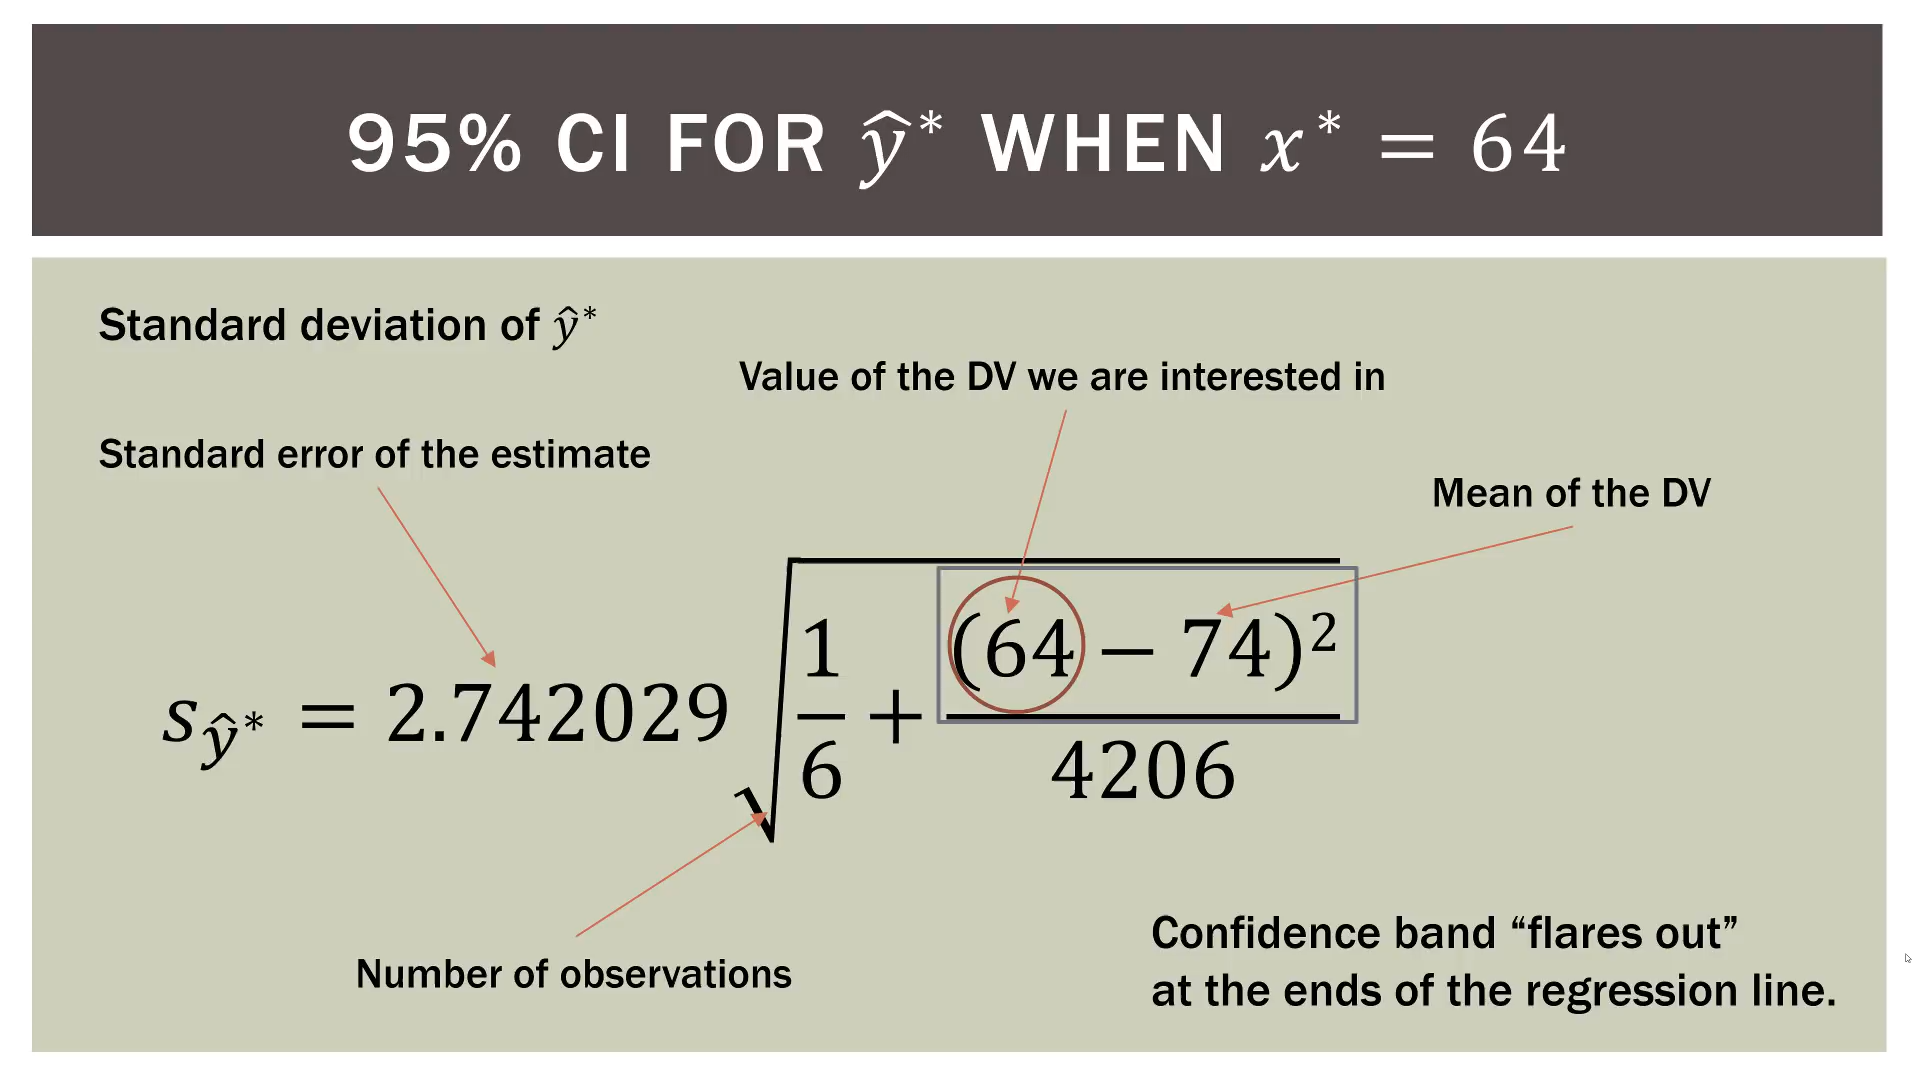 95% CI FOR ŷ* WHEN x* = 64
Standard deviation of ŷ*
Value of the DV we are interested in
Standard error of the estimate
Mean of the DV
s_ŷ* = 2.742029 √(1/6 + (64 − 74)²/4206)
Number of observations
Confidence band “flares out”
at the ends of the regression line.